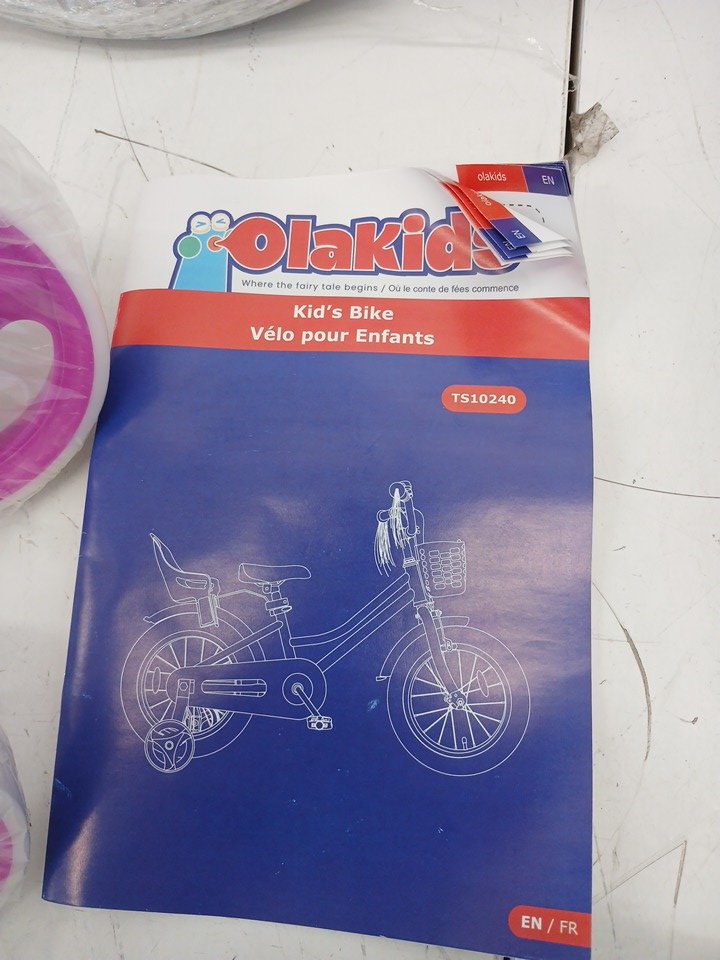 olakids EN
EN
OlaKids
Where the fairy tale begins / Où le conte de fées commence
Kid's Bike
Vélo pour Enfants
TS10240
EN / FR